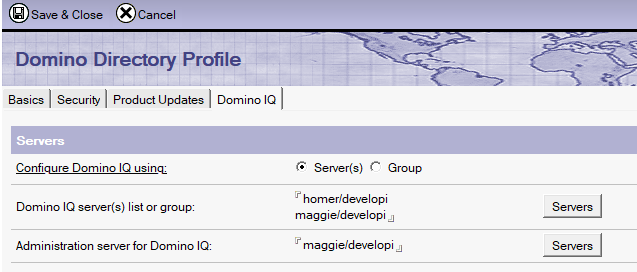 Save & Close Cancel
Domino Directory Profile
Basics Security Product Updates Domino IQ
Servers
Configure Domino IQ using: Server(s) Group
Domino IQ server(s) list or group: homer/developi Servers
maggie/developi
Administration server for Domino IQ: maggie/developi Servers